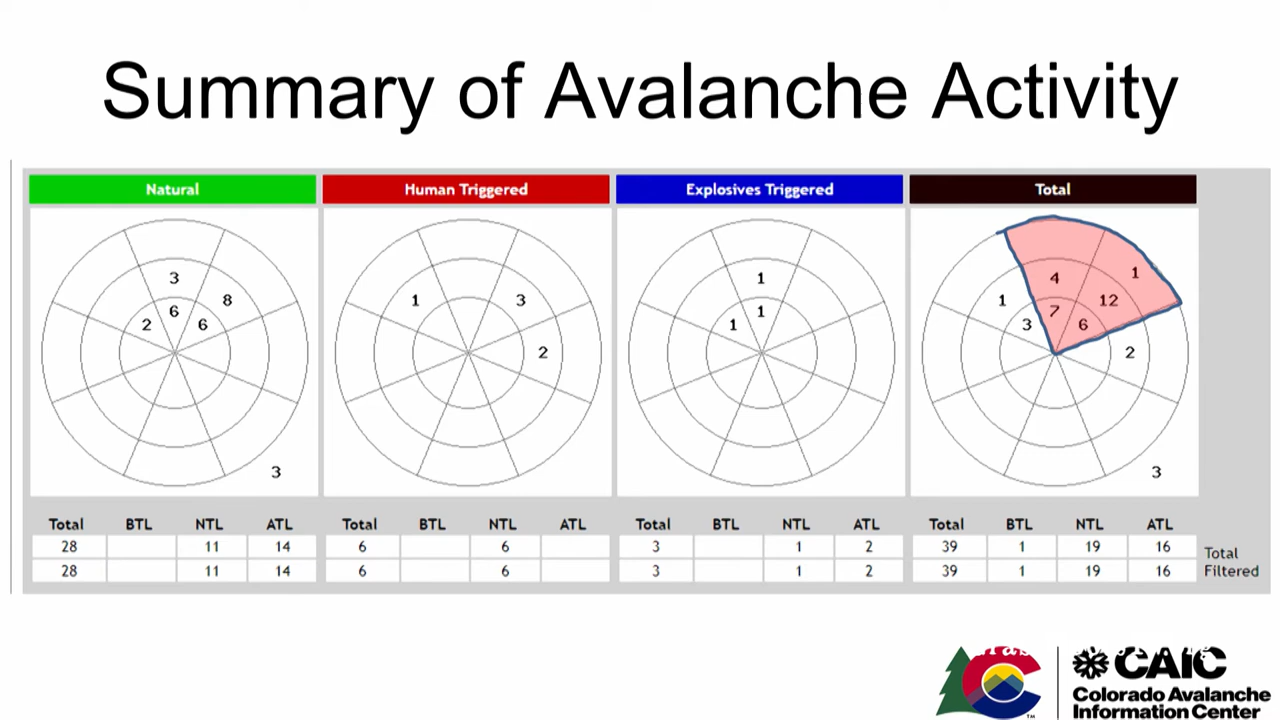 Summary of Avalanche Activity
Natural Human Triggered Explosives Triggered Total
3 1 4 1
8 1 3 1 12
6 1 7
2 6 1 3 6
2 2
3 3
Total BTL NTL ATL Total BTL NTL ATL Total BTL NTL ATL Total BTL NTL ATL
28 11 14 6 6 3 1 2 39 1 19 16 Total
28 11 14 6 6 3 1 2 39 1 19 16 Filtered
CAIC
Colorado Avalanche
Information Center
TM